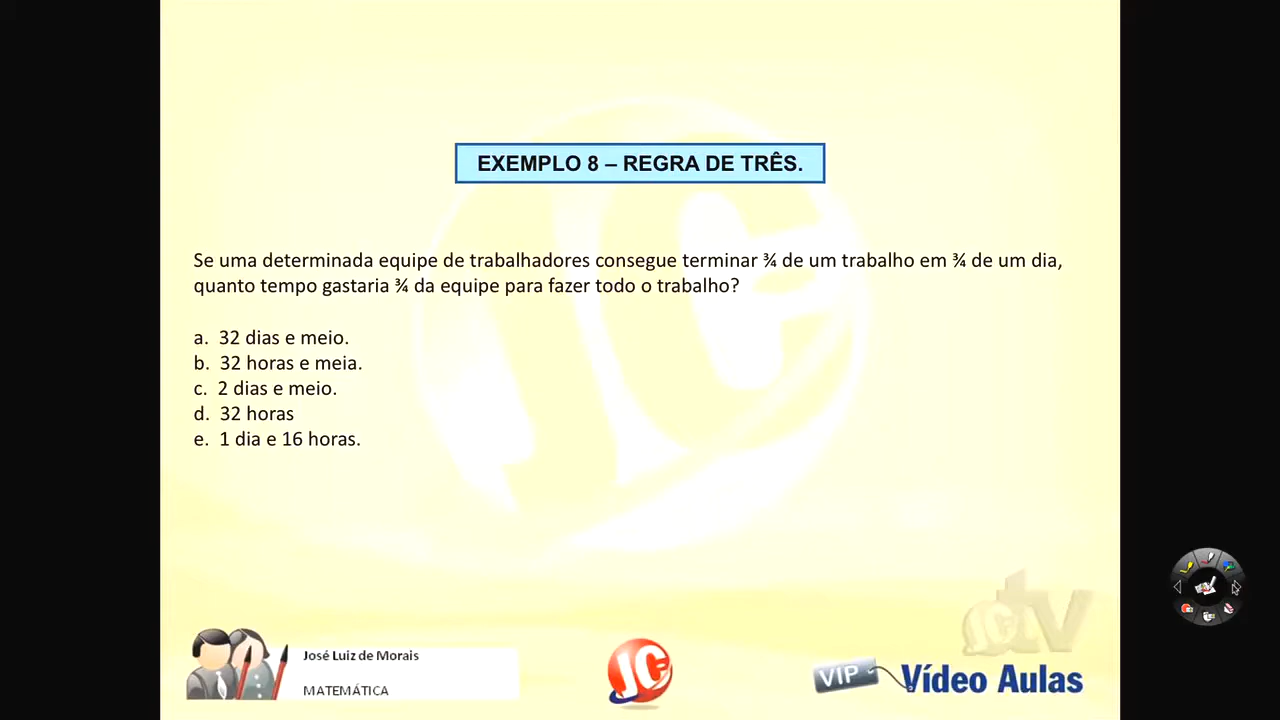 EXEMPLO 8 – REGRA DE TRÊS.
Se uma determinada equipe de trabalhadores consegue terminar ¾ de um trabalho em ¾ de um dia,
quanto tempo gastaria ¾ da equipe para fazer todo o trabalho?
a. 32 dias e meio.
b. 32 horas e meia.
c. 2 dias e meio.
d. 32 horas
e. 1 dia e 16 horas.
JC tv
José Luiz de Morais
MATEMÁTICA
JC
VIP Vídeo Aulas